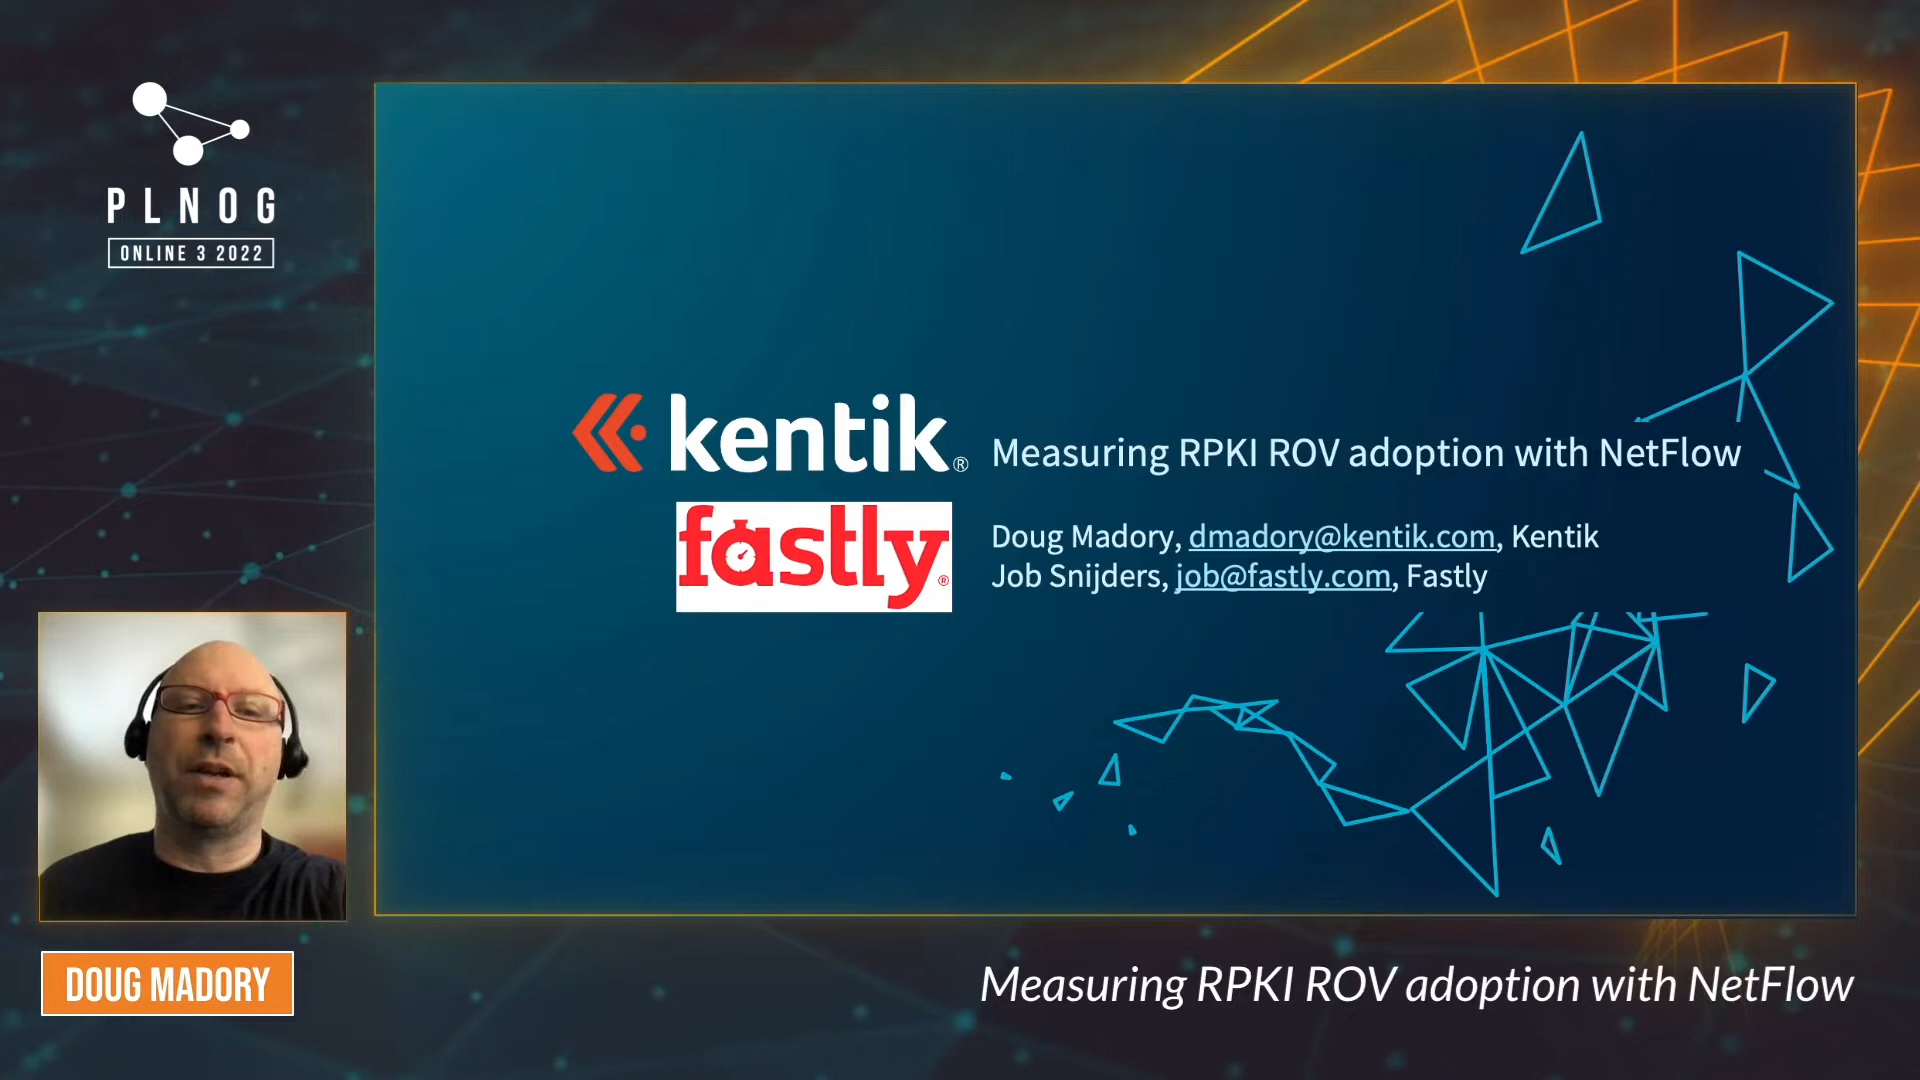 PLNOG
ONLINE 3 2022
kentik®
Measuring RPKI ROV adoption with NetFlow
fastly®
Doug Madory, dmadory@kentik.com, Kentik
Job Snijders, job@fastly.com, Fastly
DOUG MADORY
Measuring RPKI ROV adoption with NetFlow